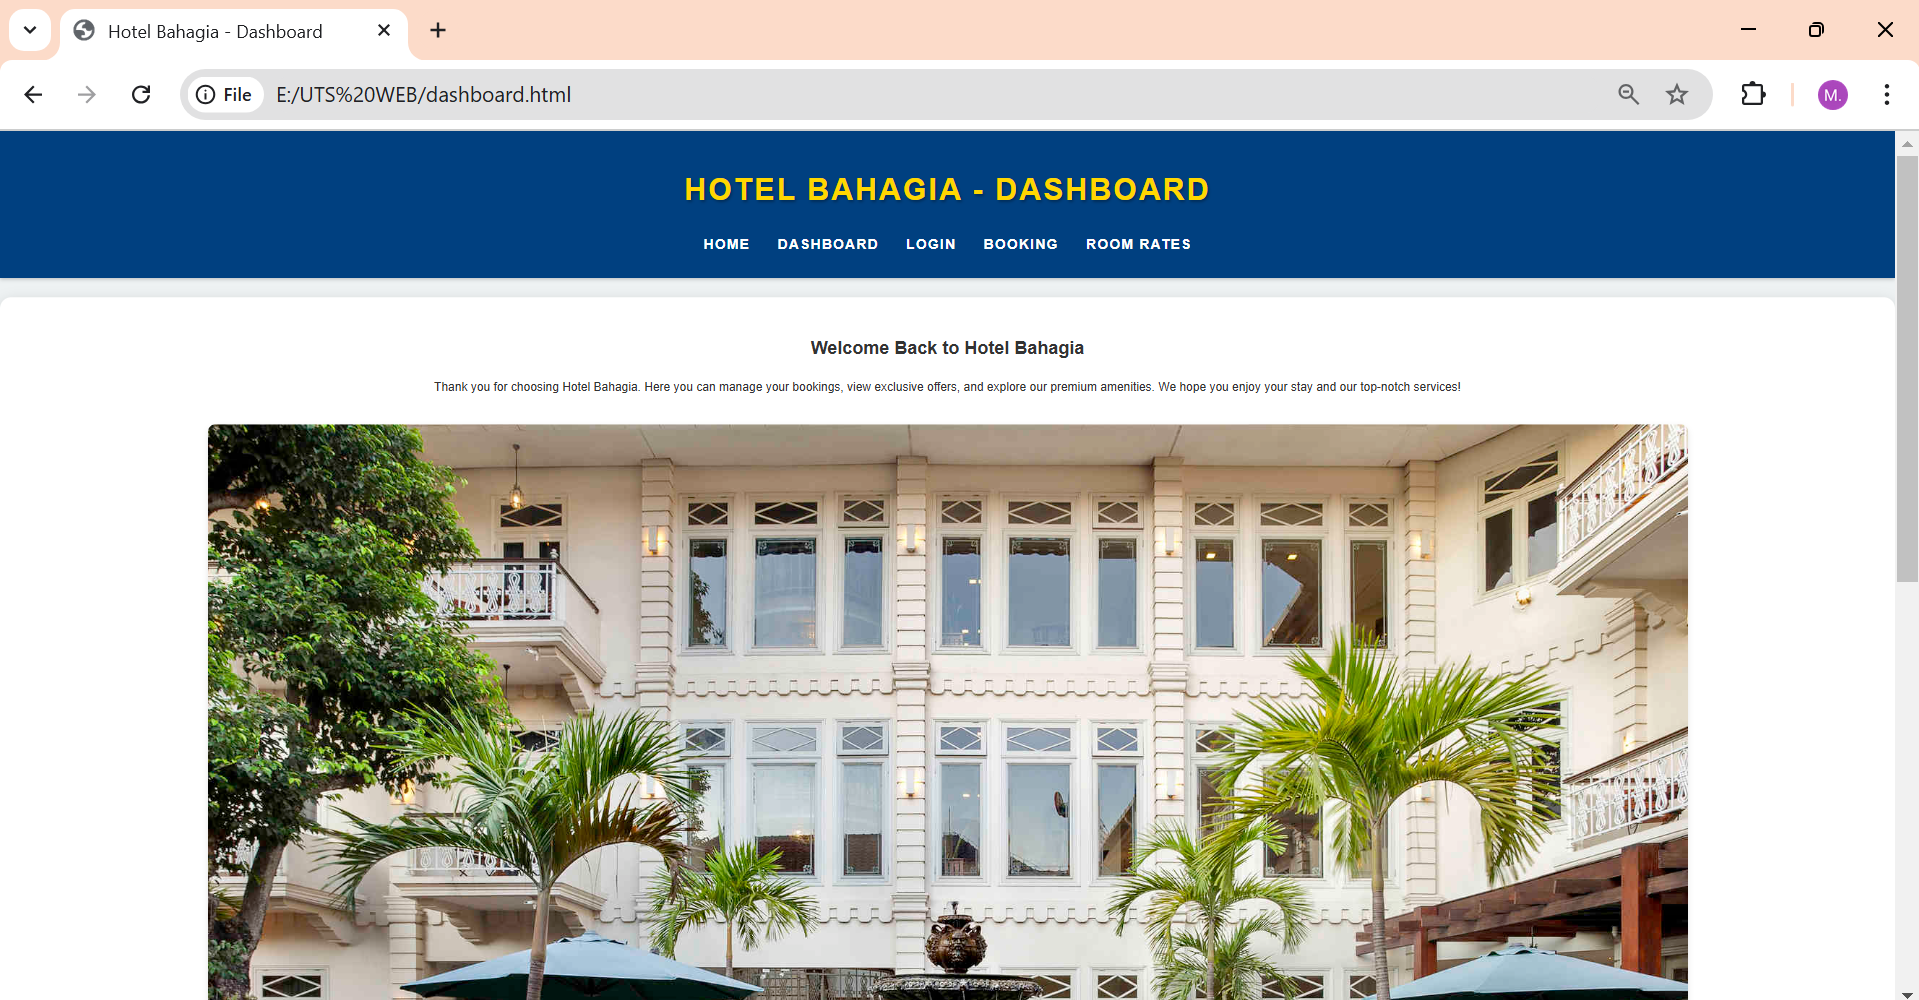 Hotel Bahagia - Dashboard
File E:/UTS%20WEB/dashboard.html
M.
HOTEL BAHAGIA - DASHBOARD
HOME DASHBOARD LOGIN BOOKING ROOM RATES
Welcome Back to Hotel Bahagia
Thank you for choosing Hotel Bahagia. Here you can manage your bookings, view exclusive offers, and explore our premium amenities. We hope you enjoy your stay and our top-notch services!